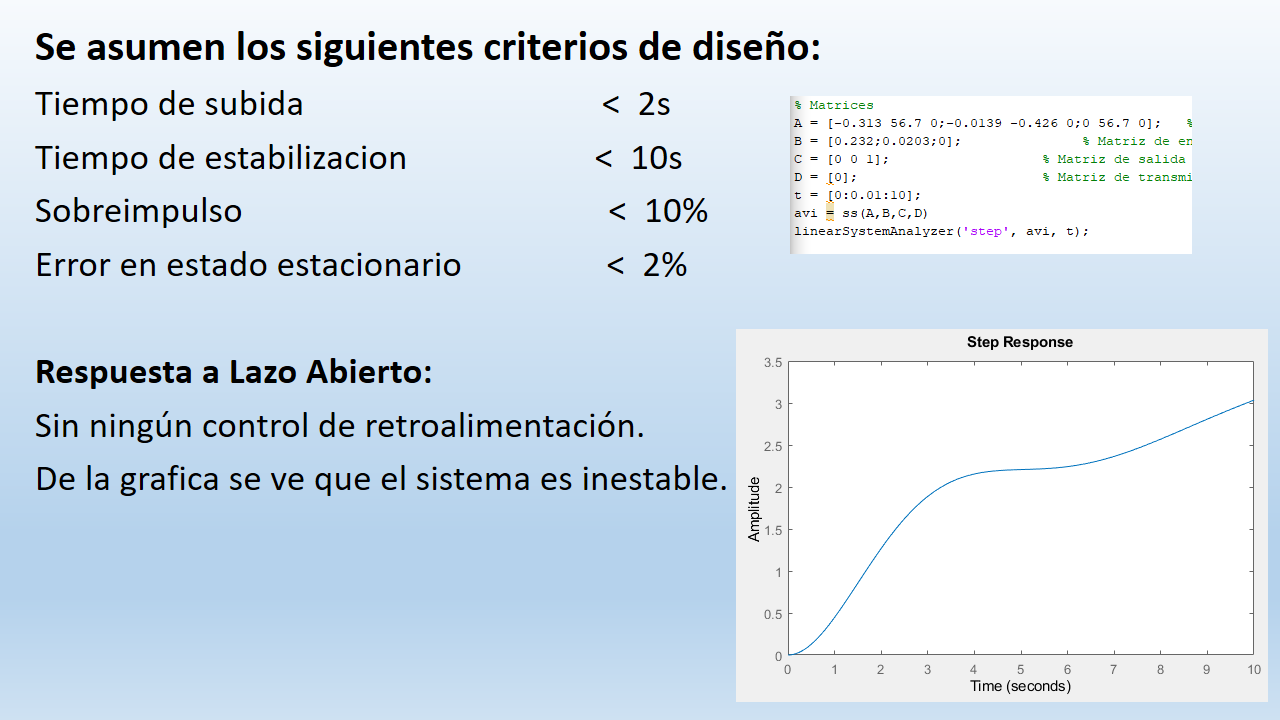 Se asumen los siguientes criterios de diseño:
Tiempo de subida < 2s
Tiempo de estabilizacion < 10s
Sobreimpulso < 10%
Error en estado estacionario < 2%
% Matrices
A = [-0.313 56.7 0;-0.0139 -0.426 0;0 56.7 0]; %
B = [0.232;0.0203;0]; % Matriz de en
C = [0 0 1]; % Matriz de salida
D = [0]; % Matriz de transmi
t = [0:0.01:10];
avi = ss(A,B,C,D)
linearSystemAnalyzer('step', avi, t);
Respuesta a Lazo Abierto:
Sin ningún control de retroalimentación.
De la grafica se ve que el sistema es inestable.
Step Response
Amplitude
3.5
3
2.5
2
1.5
1
0.5
0
0 1 2 3 4 5 6 7 8 9 10
Time (seconds)